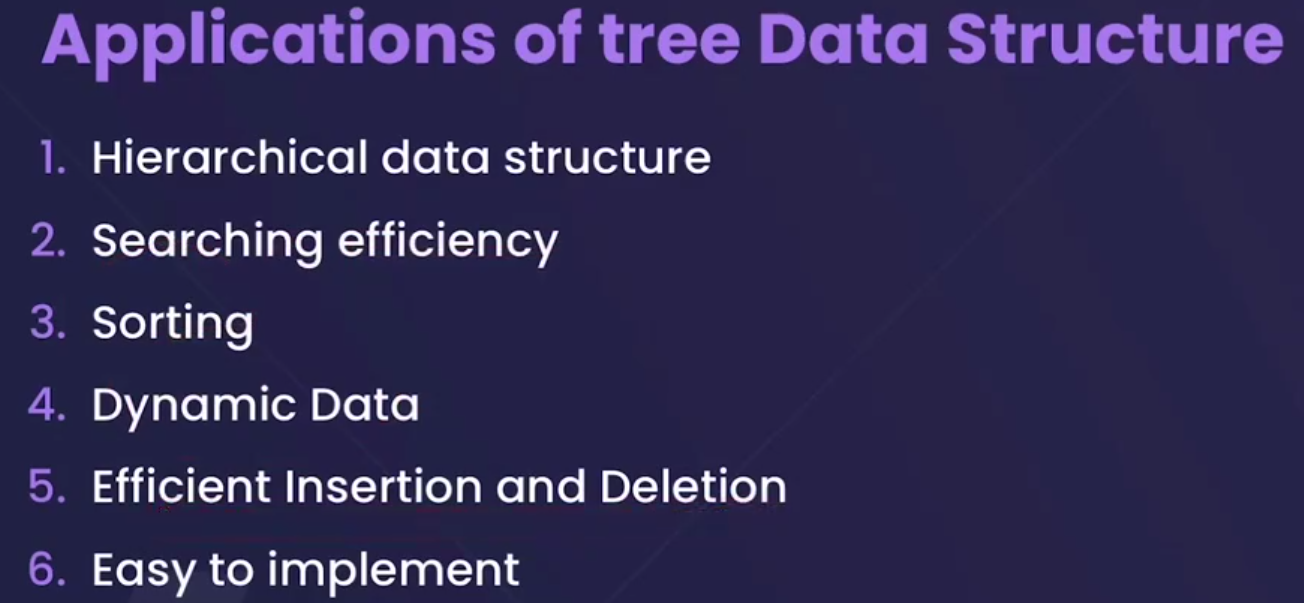 Applications of tree Data Structure
1. Hierarchical data structure
2. Searching efficiency
3. Sorting
4. Dynamic Data
5. Efficient Insertion and Deletion
6. Easy to implement